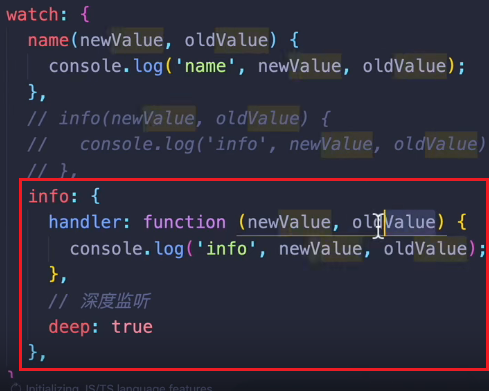 watch: {
name(newValue, oldValue) {
console.log('name', newValue, oldValue);
},
// info(newValue, oldValue) {
// console.log('info', newValue, oldValue)
// },
info: {
handler: function (newValue, oldValue) {
console.log('info', newValue, oldValue);
},
// 深度监听
deep: true
},
}
Initializing JS/TS language features